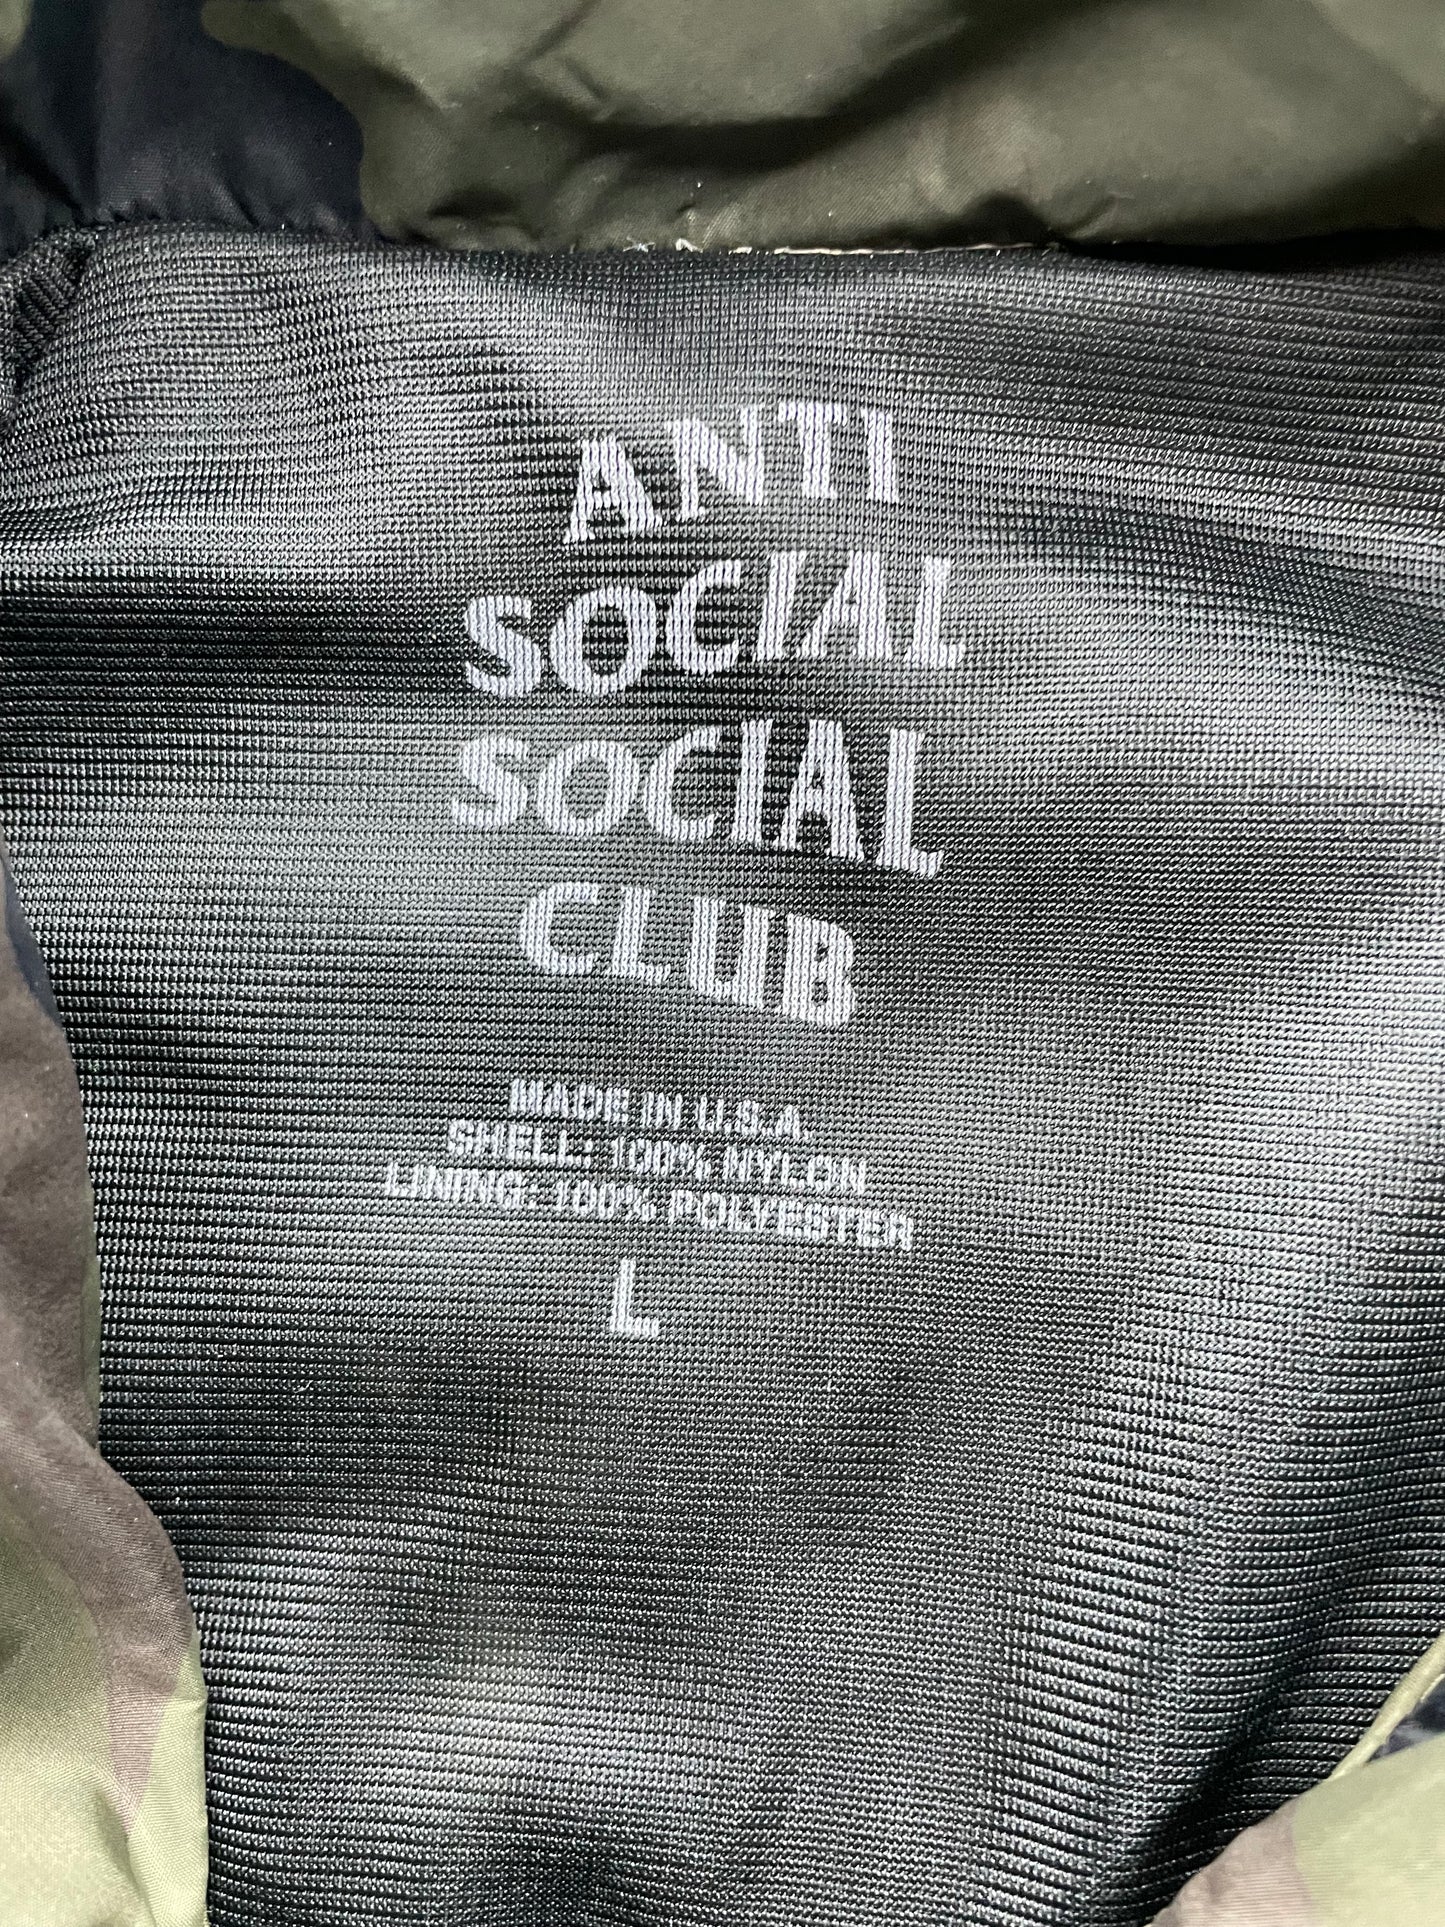 ANTI
SOCIAL
SOCIAL
CLUB
MADE IN U.S.A.
SHELL: 100% NYLON
LINING: 100% POLYESTER
L